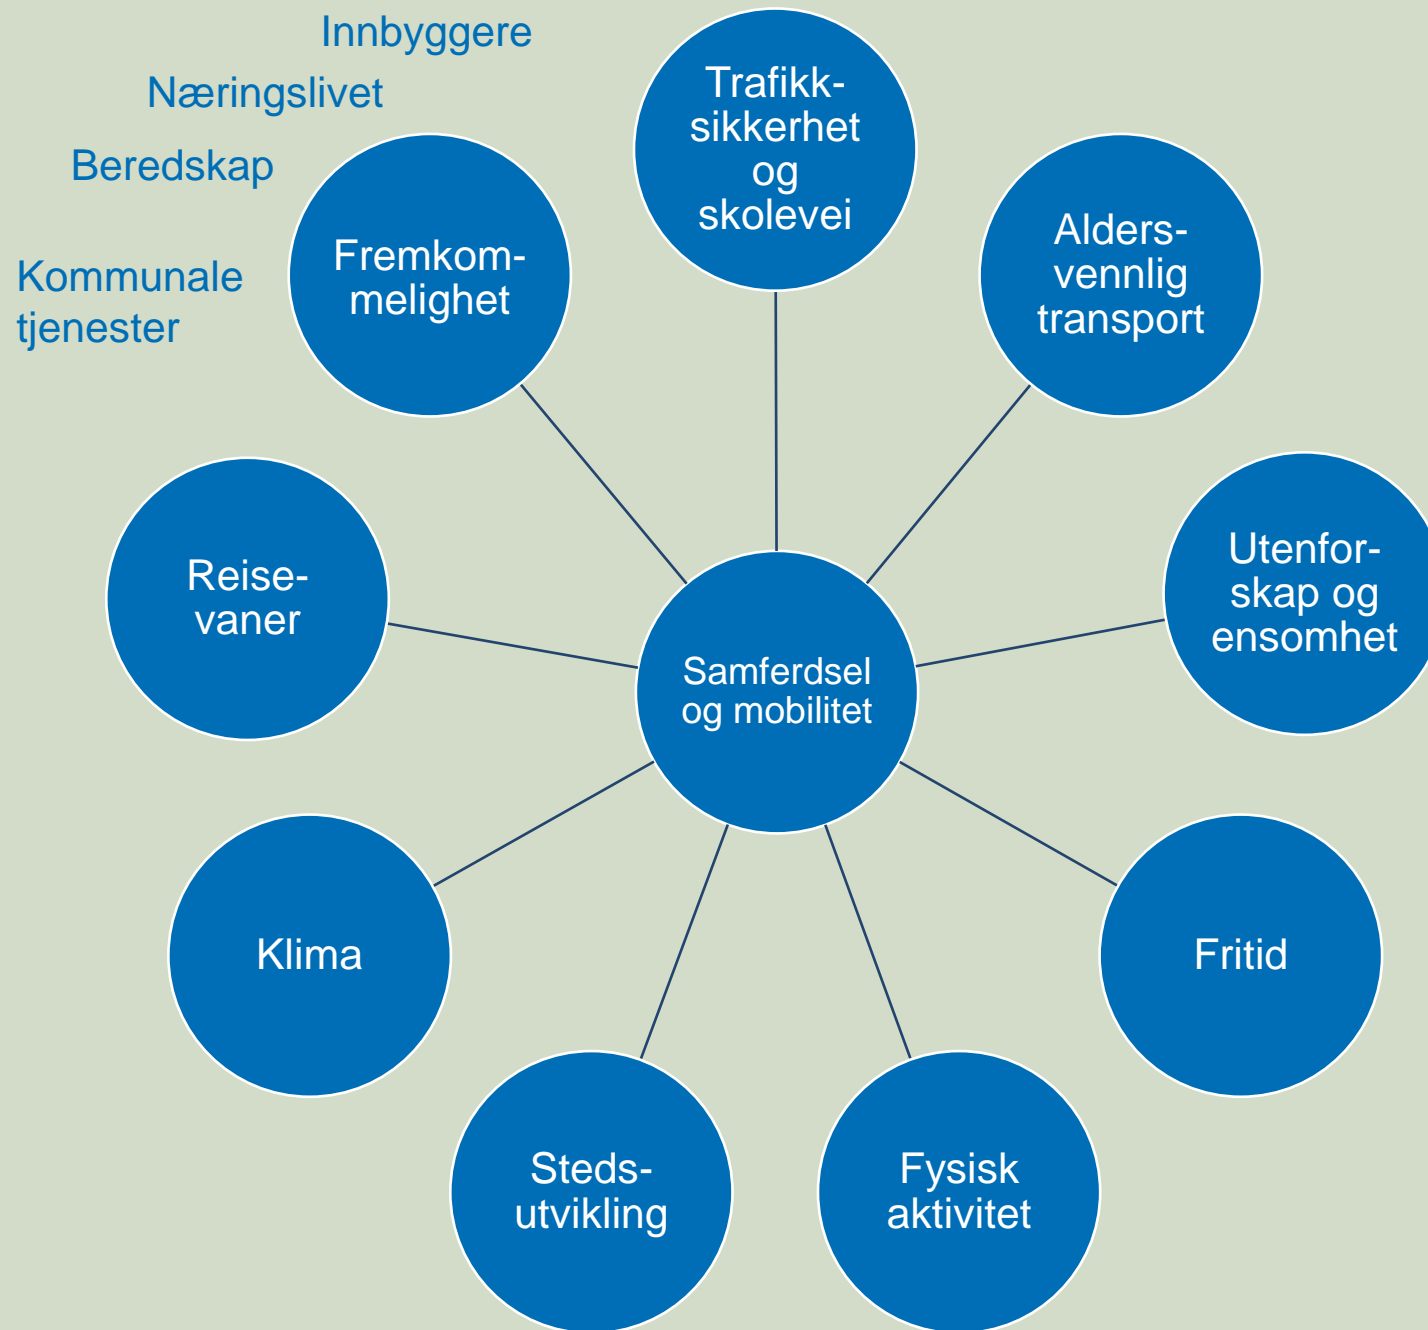 Innbyggere
Næringslivet
Beredskap
Kommunale
tjenester
Fremkom-
melighet
Trafikk-
sikkerhet
og
skolevei
Alders-
vennlig
transport
Utenfor-
skap og
ensomhet
Fritid
Fysisk
aktivitet
Steds-
utvikling
Klima
Reise-
vaner
Samferdsel
og mobilitet